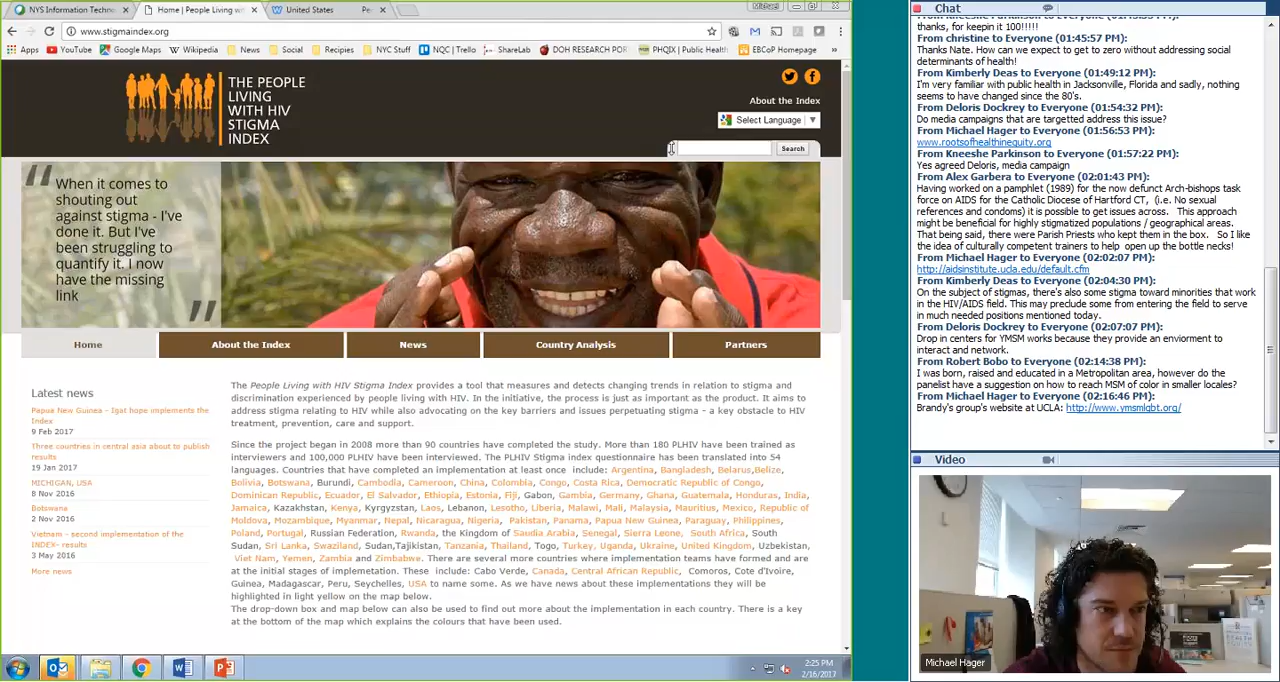 NYS Information Techno
Home | People Living wi
United States
Pe
Michael
www.stigmaindex.org
Apps
YouTube
Google Maps
Wikipedia
News
Social
Recipies
NYC Stuff
NQC | Trello
ShareLab
DOH RESEARCH POR
PHQIX | Public Health
EBCoP Homepage
»
THE PEOPLE
LIVING
WITH HIV
STIGMA
INDEX
About the Index
Select Language
Search
When it comes to
shouting out
against stigma - I've
done it. But I've
been struggling to
quantify it. I now
have the missing
link
Home
About the Index
News
Country Analysis
Partners
Latest news
Papua New Guinea - Igat hope implements the
Index
9 Feb 2017
Three countries in central asia about to publish
results
19 Jan 2017
MICHIGAN, USA
8 Nov 2016
Botswana
2 Nov 2016
Vietnam - second implementation of the
INDEX- results
3 May 2016
More news
The People Living with HIV Stigma Index provides a tool that measures and detects changing trends in relation to stigma and
discrimination experienced by people living with HIV. In the initiative, the process is just as important as the product. It aims to
address stigma relating to HIV while also advocating on the key barriers and issues perpetuating stigma - a key obstacle to HIV
treatment, prevention, care and support.
Since the project began in 2008 more than 90 countries have completed the study. More than 180 PLHIV have been trained as
interviewers and 100,000 PLHIV have been interviewed. The PLHIV Stigma index questionnaire has been translated into 54
languages. Countries that have completed an implementation at least once include: Argentina, Bangladesh, Belarus,Belize,
Bolivia, Botswana, Burundi, Cambodia, Cameroon, China, Colombia, Congo, Costa Rica, Democratic Republic of Congo,
Dominican Republic, Ecuador, El Salvador, Ethiopia, Estonia, Fiji, Gabon, Gambia, Germany, Ghana, Guatemala, Honduras, India,
Jamaica, Kazakhstan, Kenya, Kyrgyzstan, Laos, Lebanon, Lesotho, Liberia, Malawi, Mali, Malaysia, Mauritius, Mexico, Republic of
Moldova, Mozambique, Myanmar, Nepal, Nicaragua, Nigeria, Pakistan, Panama, Papua New Guinea, Paraguay, Philippines,
Poland, Portugal, Russian Federation, Rwanda, the Kingdom of Saudia Arabia, Senegal, Sierra Leone, South Africa, South
Sudan, Sri Lanka, Swaziland, Sudan,Tajikistan, Tanzania, Thailand, Togo, Turkey, Uganda, Ukraine, United Kingdom, Uzbekistan,
Viet Nam, Yemen, Zambia and Zimbabwe. There are several more countries where implementation teams have formed and are
at the initial stages of implemetation. These include: Cabo Verde, Canada, Central African Republic, Comoros, Cote d'Ivoire,
Guinea, Madagascar, Peru, Seychelles, USA to name some. As we have news about these implementations they will be
highlighted in light yellow on the map below.
The drop-down box and map below can also be used to find out more about the implementation in each country. There is a key
at the bottom of the map which explains the colours that have been used.
2:25 PM
2/16/2017
Chat
From Kneeshe Parkinson to Everyone
thanks, for keepin it 100!!!!!
From christine to Everyone (01:45:57 PM):
Thanks Nate. How can we expect to get to zero without addressing social
determinants of health!
From Kimberly Deas to Everyone (01:49:12 PM):
I'm very familiar with public health in Jacksonville, Florida and sadly, nothing
seems to have changed since the 80's.
From Deloris Dockrey to Everyone (01:54:32 PM):
Do media campaigns that are targetted address this issue?
From Michael Hager to Everyone (01:56:53 PM):
www.rootsofhealthinequity.org
From Kneeshe Parkinson to Everyone (01:57:22 PM):
Yes agreed Deloris, media campaign
From Alex Garbera to Everyone (02:01:43 PM):
Having worked on a pamphlet (1989) for the now defunct Arch-bishops task
force on AIDS for the Catholic Diocese of Hartford CT, (i.e. No sexual
references and condoms) it is possible to get issues across. This approach
might be beneficial for highly stigmatized populations / geographical areas.
That being said, there were Parish Priests who kept them in the box. So I like
the idea of culturally competent trainers to help open up the bottle necks!
From Michael Hager to Everyone (02:02:07 PM):
http://aidsinstitute.ucla.edu/default.cfm
From Kimberly Deas to Everyone (02:04:30 PM):
On the subject of stigmas, there's also some stigma toward minorities that work
in the HIV/AIDS field. This may preclude some from entering the field to serve
in much needed positions mentioned today.
From Deloris Dockrey to Everyone (02:07:07 PM):
Drop in centers for YMSM works because they provide an enviorment to
interact and network.
From Robert Bobo to Everyone (02:14:38 PM):
I was born, raised and educated in a Metropolitan area, however do the
panelist have a suggestion on how to reach MSM of color in smaller locales?
From Michael Hager to Everyone (02:16:46 PM):
Brandy's group's website at UCLA: http://www.ymsmlgbt.org/
Video
Michael Hager